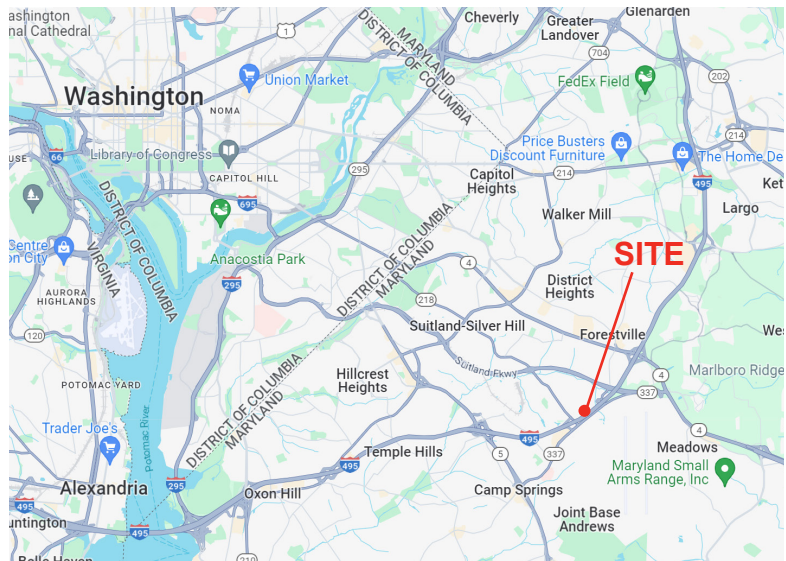 ashington
nal Cathedral
Cheverly
Glenarden
Greater
Landover
1
MARYLAND
DISTRICT OF COLUMBIA
704
Union Market
FedEx Field
202
Washington
NOMA
Price Busters
Discount Furniture
214
66
USE
Library of Congress
295
The Home De
CAPITOL HILL
Capitol
Heights
214
495
Ket
695
Largo
Walker Mill
DISTRICT OF COLUMBIA
VIRGINIA
Centre
on City
Anacostia Park
DISTRICT OF COLUMBIA
MARYLAND
SITE
4
295
District
Heights
AURORA
HIGHLANDS
218
Suitland-Silver Hill
Forestville
Wes
120
Suitland Pkwy
Marlboro Ridge
POTOMAC YARD
Hillcrest
Heights
4
337
DISTRICT OF COLUMBIA
MARYLAND
Trader Joe's
Potomac River
4
495
Meadows
Temple Hills
5
337
495
Maryland Small
Arms Range, Inc
Alexandria
295
Oxon Hill
Camp Springs
495
untington
Joint Base
Andrews
495
210
Belle Haven